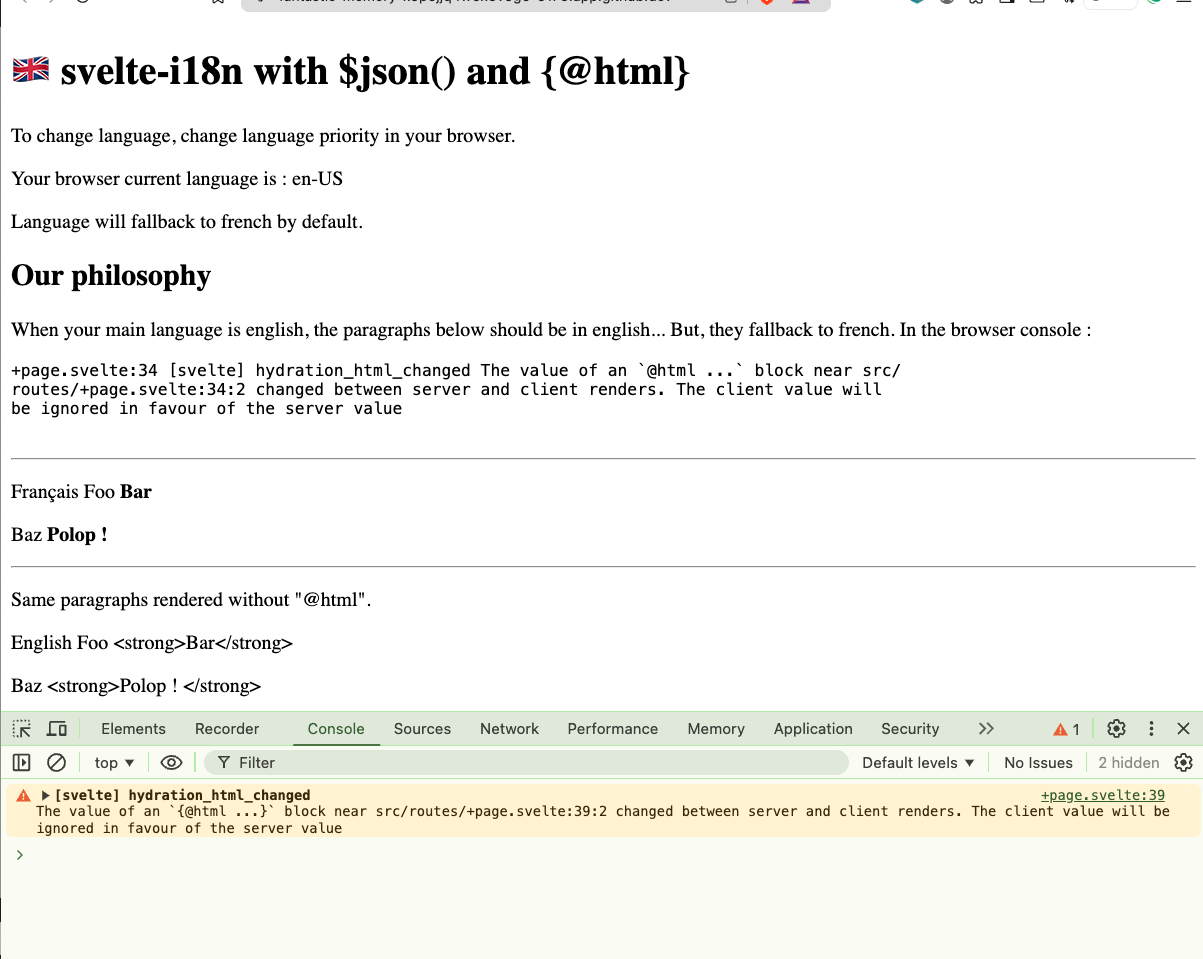 svelte-i18n with $json() and {@html}
To change language, change language priority in your browser.
Your browser current language is : en-US
Language will fallback to french by default.
Our philosophy
When your main language is english, the paragraphs below should be in english... But, they fallback to french. In the browser console :
+page.svelte:34 [svelte] hydration_html_changed The value of an `@html ...` block near src/
routes/+page.svelte:34:2 changed between server and client renders. The client value will
be ignored in favour of the server value
Français Foo Bar
Baz Polop !
Same paragraphs rendered without "@html".
English Foo <strong>Bar</strong>
Baz <strong>Polop ! </strong>
Elements Recorder Console Sources Network Performance Memory Application Security 1
top Filter Default levels No Issues 2 hidden
[svelte] hydration_html_changed +page.svelte:39
The value of an `{@html ...}` block near src/routes/+page.svelte:39:2 changed between server and client renders. The client value will be
ignored in favour of the server value